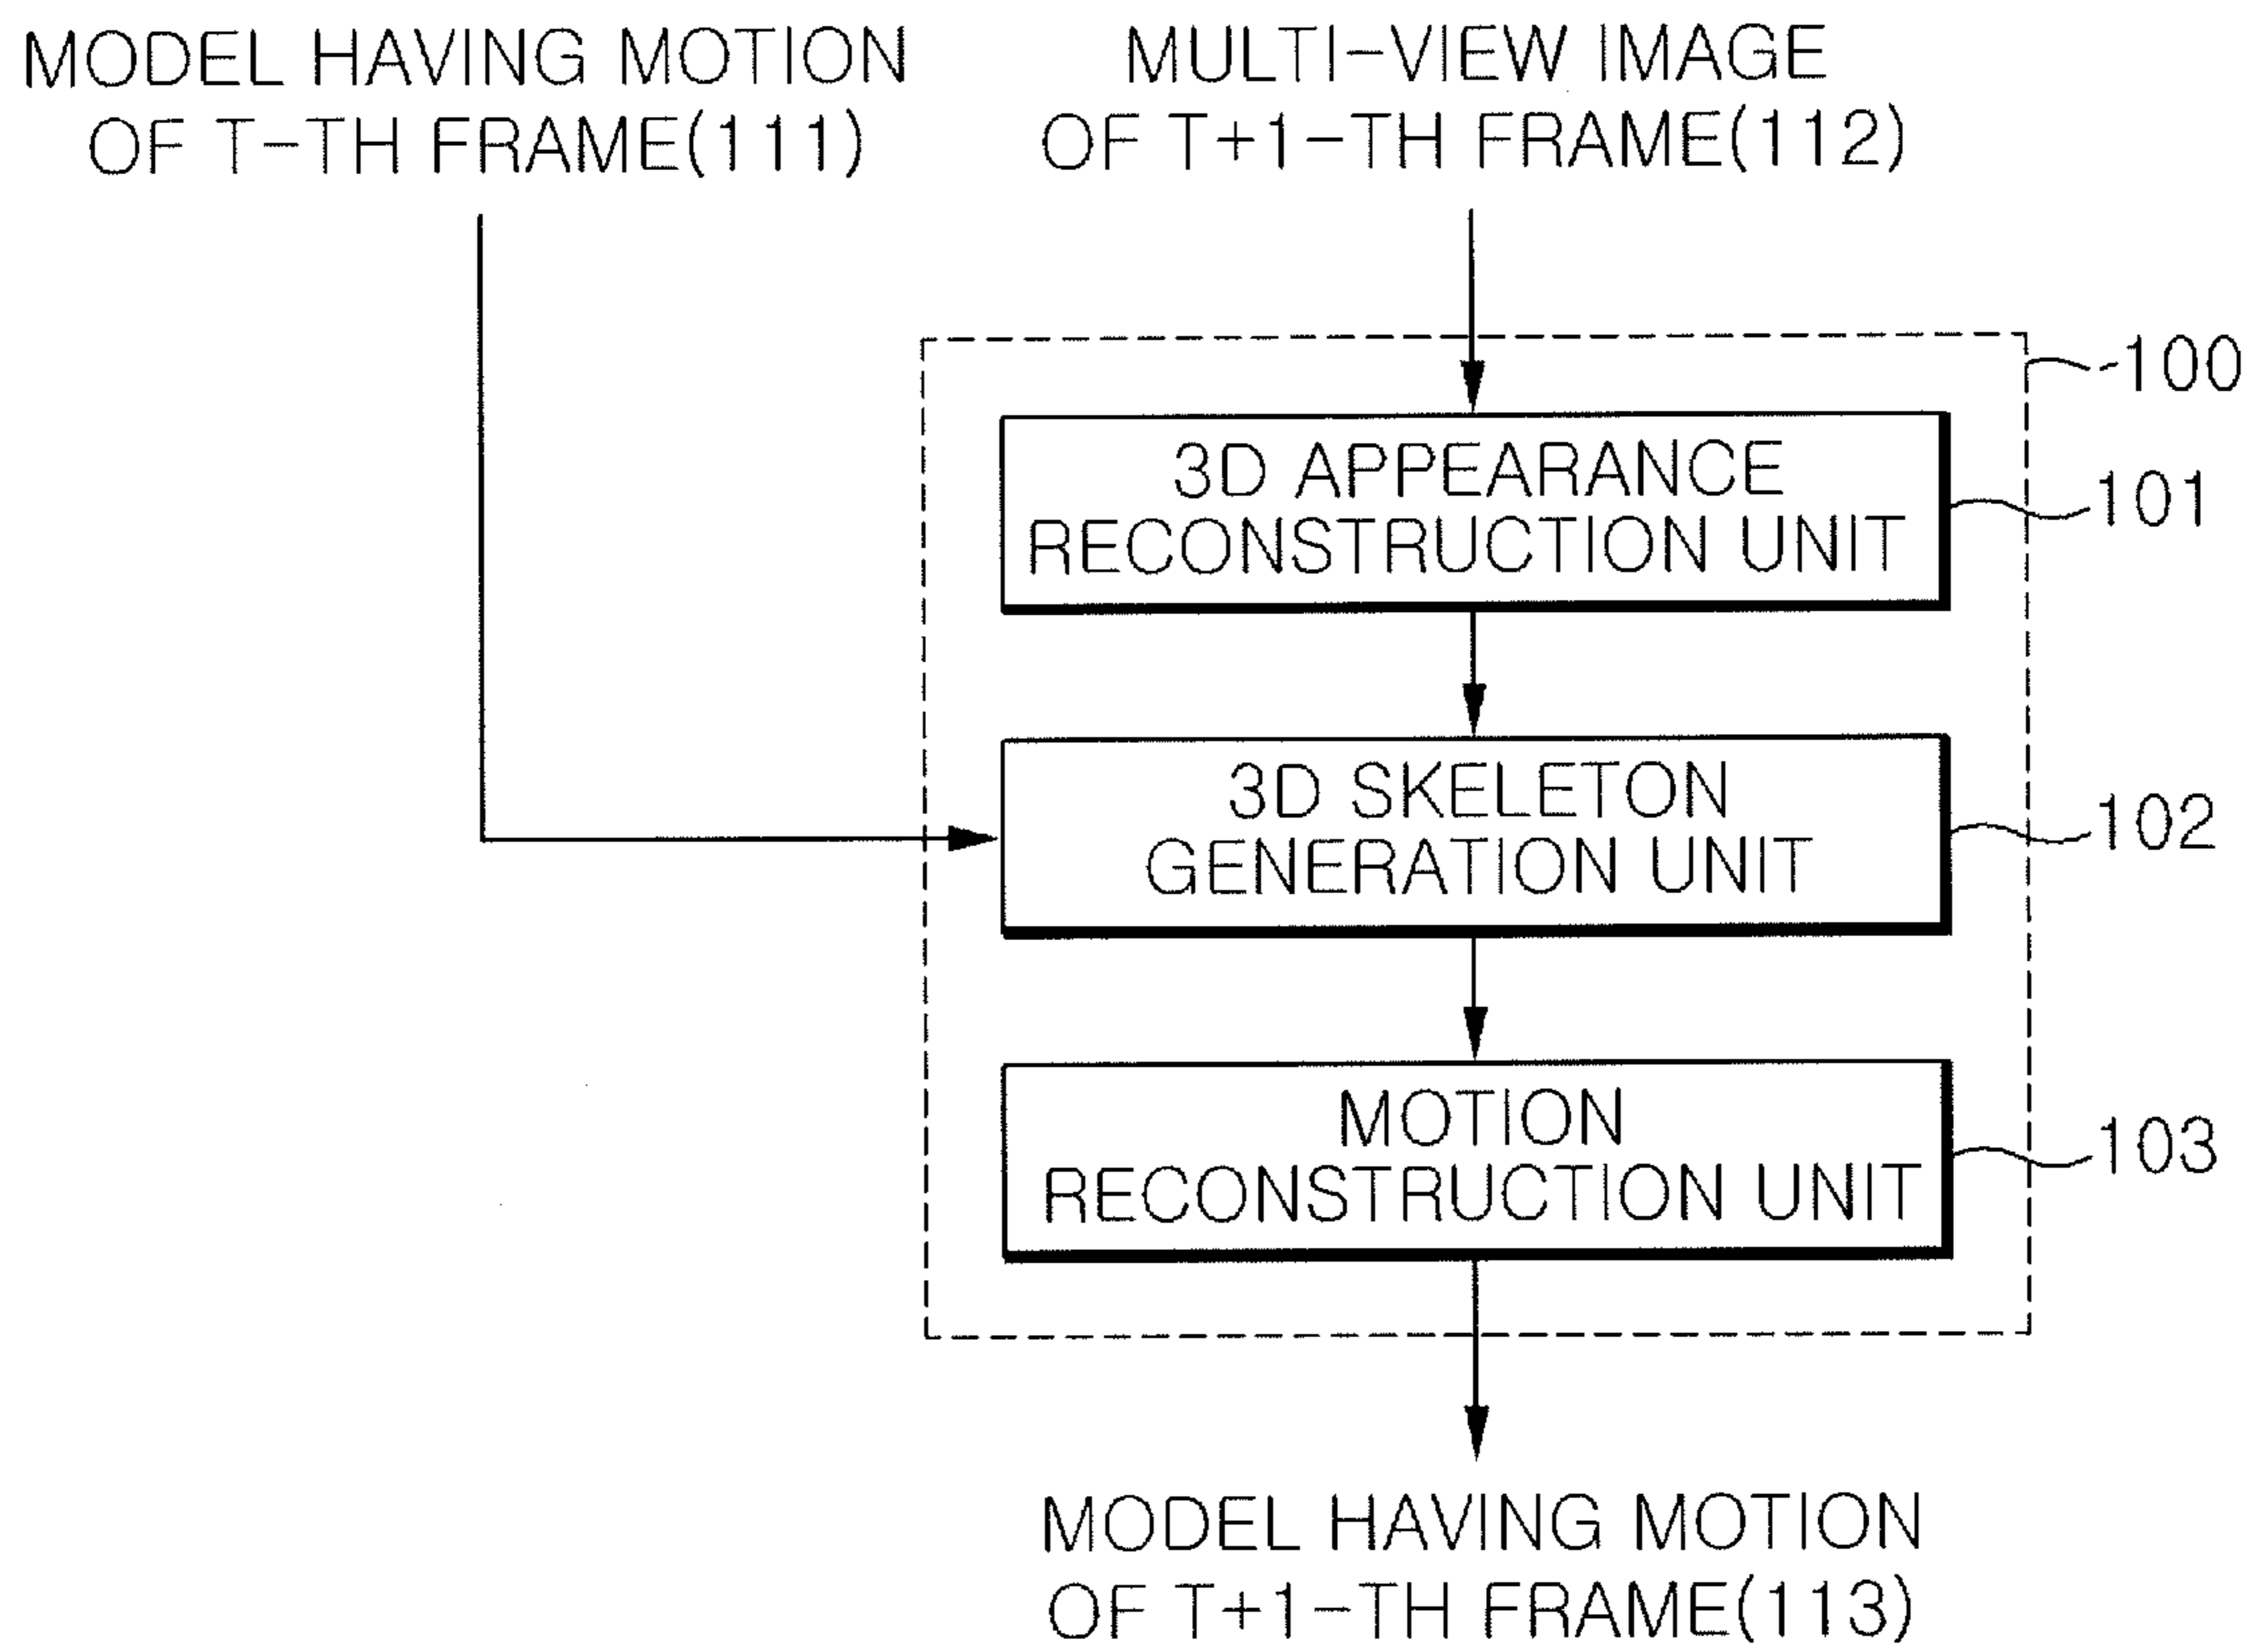 MODEL HAVING MOTION
OF T-TH FRAME(111)
MULTI-VIEW IMAGE
OF T+1-TH FRAME(112)
100
3D APPEARANCE
RECONSTRUCTION UNIT
101
3D SKELETON
GENERATION UNIT
102
MOTION
RECONSTRUCTION UNIT
103
MODEL HAVING MOTION
OF T+1-TH FRAME(113)